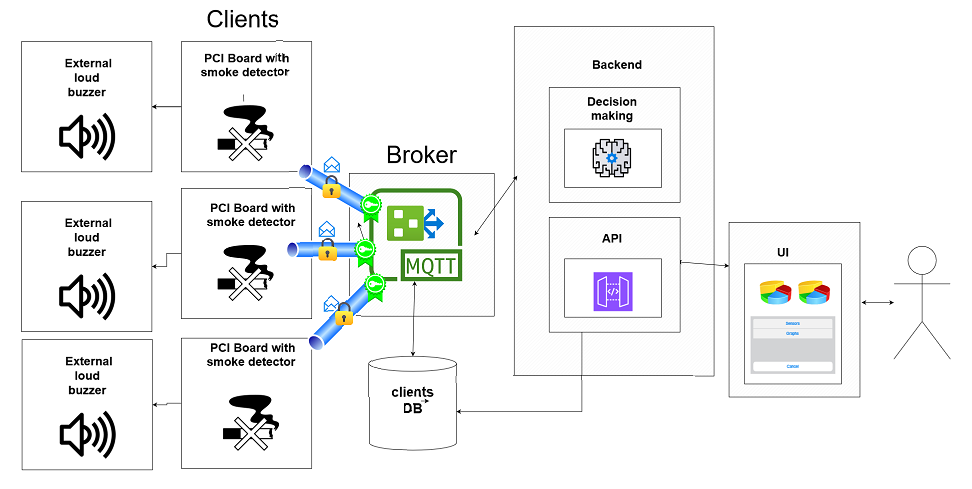 Clients
External
loud
buzzer
PCI Board with
smoke detector
External
loud
buzzer
PCI Board with
smoke detector
External
loud
buzzer
PCI Board with
smoke detector
Broker
MQTT
clients
DB
Backend
Decision
making
API
UI
Sensors
Graphs
Cancel